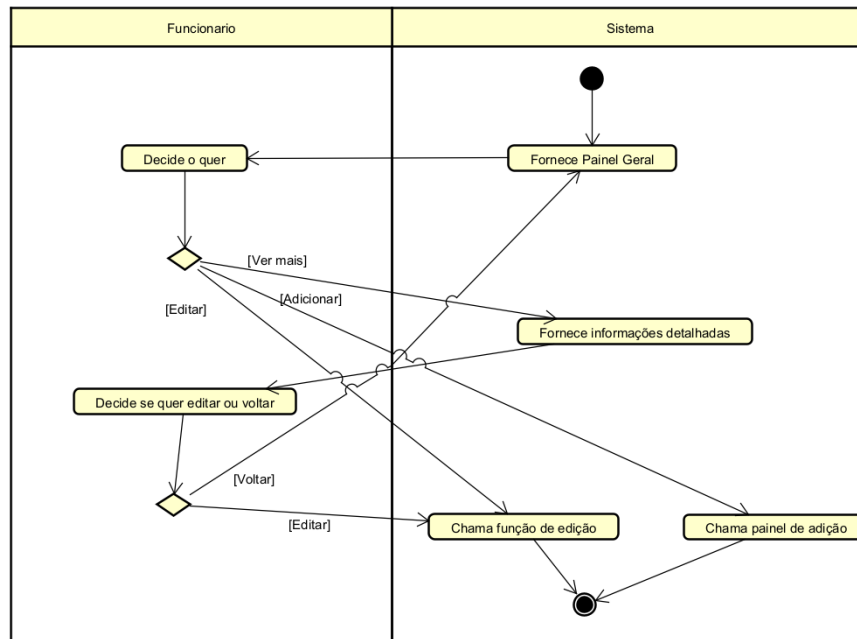 Funcionario
Sistema
Decide o quer
Fornece Painel Geral
[Ver mais]
[Adicionar]
[Editar]
Fornece informações detalhadas
Decide se quer editar ou voltar
[Voltar]
[Editar]
Chama função de edição
Chama painel de adição